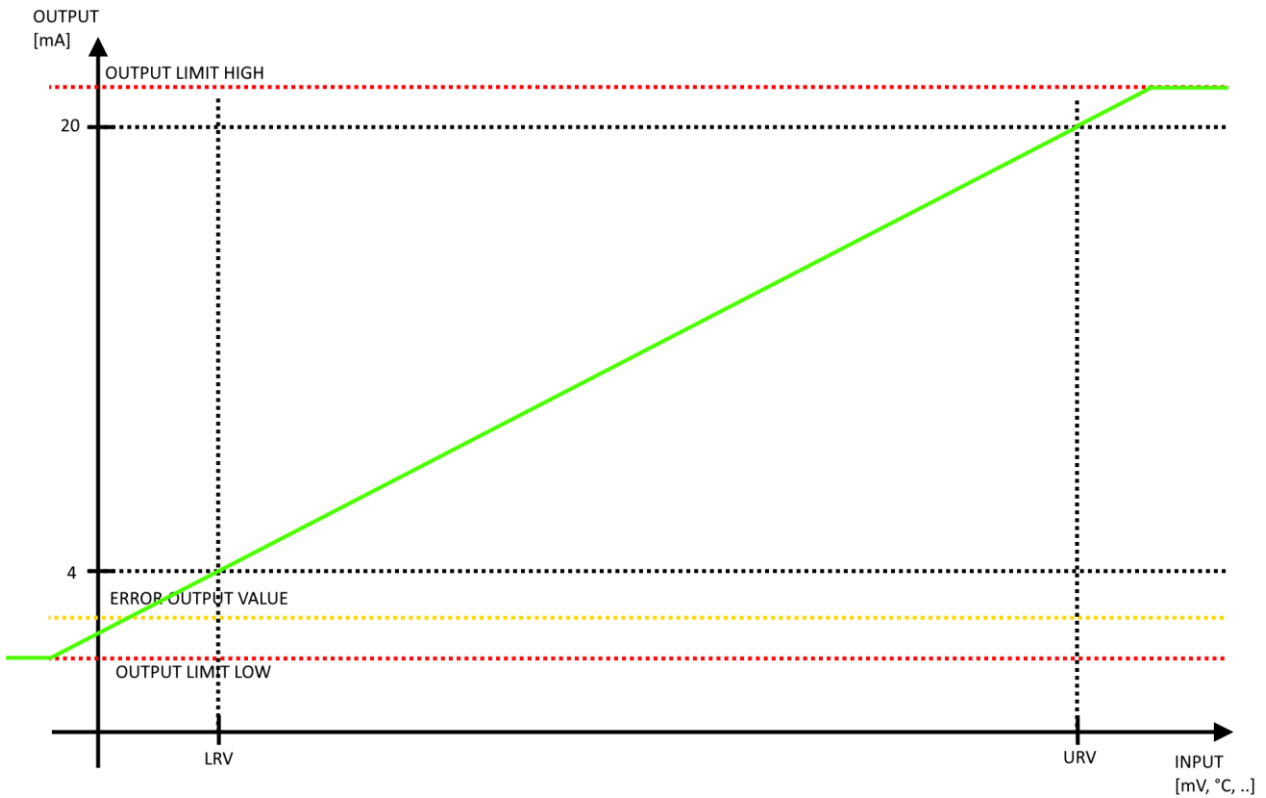 OUTPUT
[mA]
OUTPUT LIMIT HIGH
20
4
ERROR OUTPUT VALUE
OUTPUT LIMIT LOW
LRV
URV
INPUT
[mV, °C, ..]